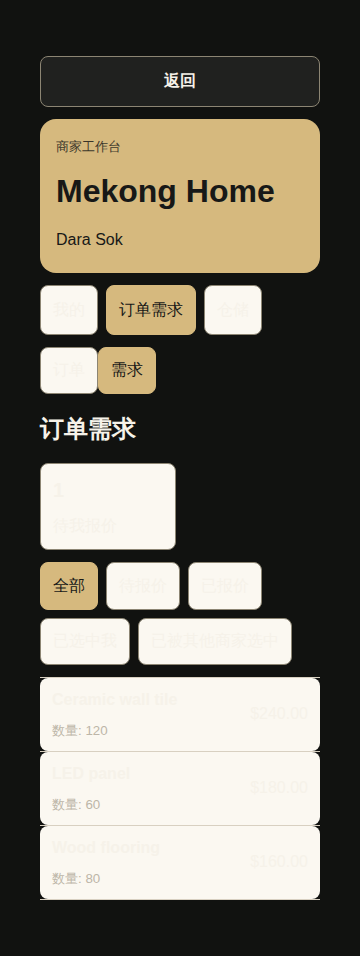 返回
商家工作台
Mekong Home
Dara Sok
我的
订单需求
仓储
订单
需求
订单需求
1
待我报价
全部
待报价
已报价
已选中我
已被其他商家选中
Ceramic wall tile
$240.00
数量: 120
LED panel
$180.00
数量: 60
Wood flooring
$160.00
数量: 80